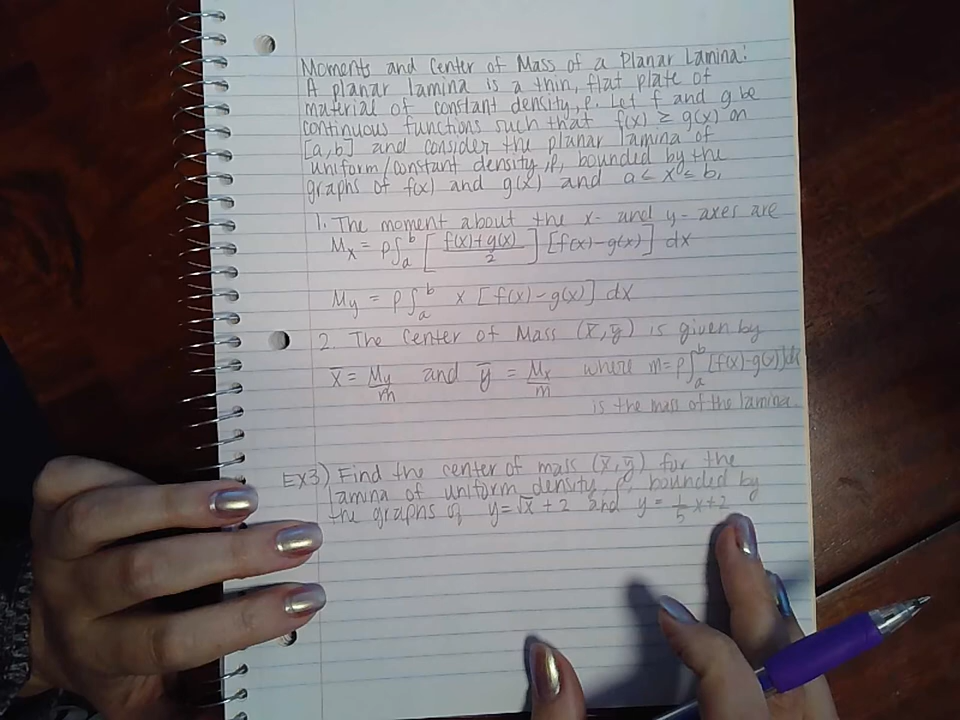 Moments and Center of Mass of a Planar Lamina:
A planar lamina is a thin, flat plate of
material of constant density, ρ. Let f and g be
continuous functions such that f(x) ≥ g(x) on
[a,b] and consider the planar lamina of
uniform/constant density, ρ, bounded by the
graphs of f(x) and g(x) and a ≤ x ≤ b.
1. The moment about the x- and y-axes are
Mx = ρ∫_a^b [ (f(x)+g(x))/2 ] [f(x)-g(x)] dx
My = ρ∫_a^b x [f(x)-g(x)] dx
2. The center of Mass (x̄,ȳ) is given by
x̄ = My/m and ȳ = Mx/m where m=ρ∫_a^b [f(x)-g(x)]dx
is the mass of the lamina.
Ex3) Find the center of mass (x̄,ȳ) for the
lamina of uniform density ρ bounded by
the graphs of y=√x+2 and y=1/5 x+2